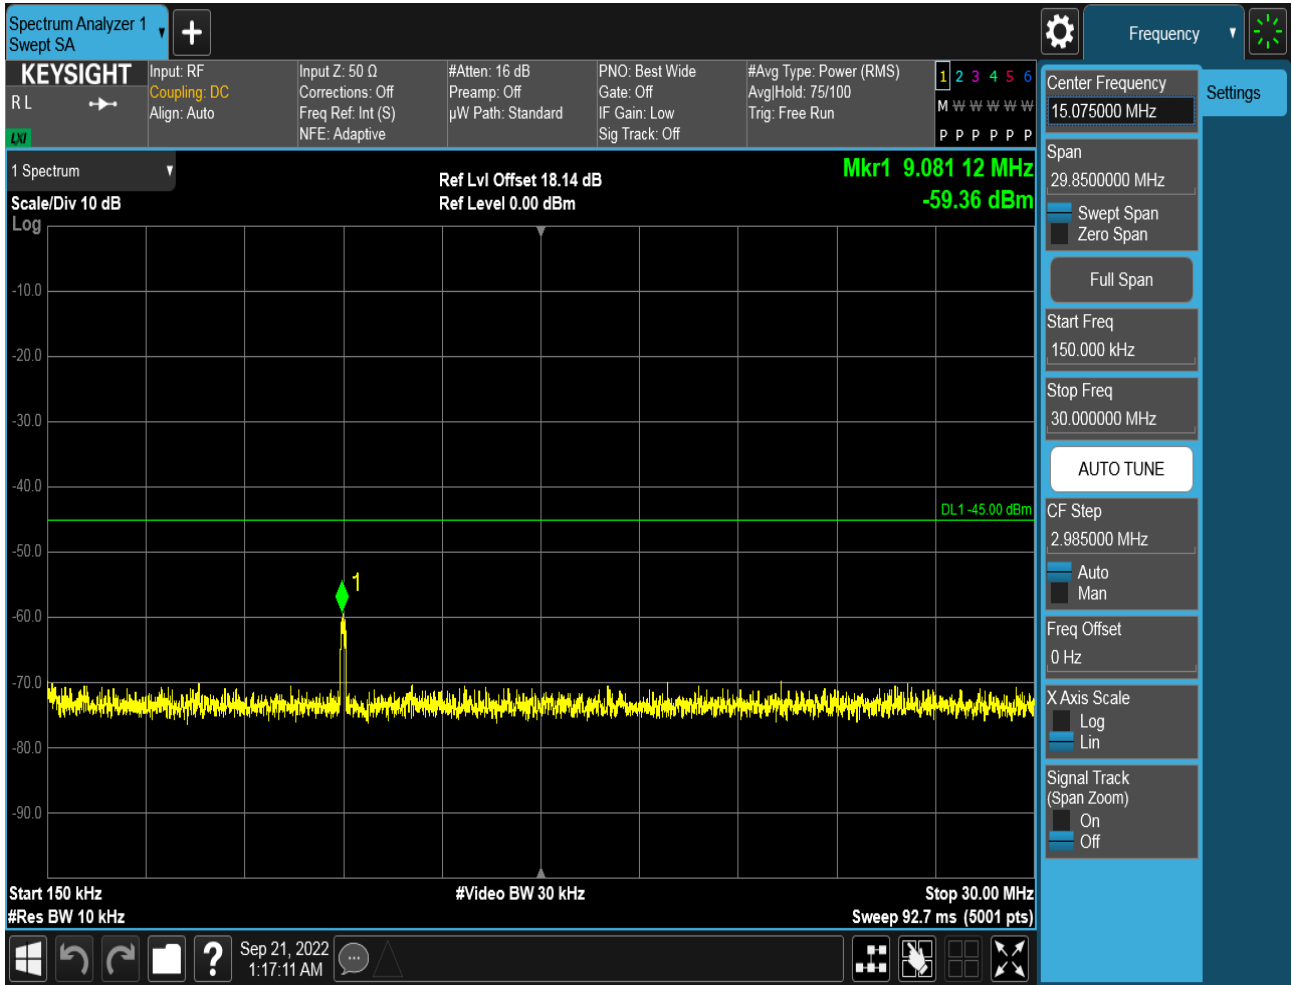 Spectrum Analyzer 1
Swept SA
Frequency
KEYSIGHT
R L
LXI
Input: RF
Coupling: DC
Align: Auto
Input Z: 50 Ω
Corrections: Off
Freq Ref: Int (S)
NFE: Adaptive
#Atten: 16 dB
Preamp: Off
µW Path: Standard
PNO: Best Wide
Gate: Off
IF Gain: Low
Sig Track: Off
#Avg Type: Power (RMS)
Avg|Hold: 75/100
Trig: Free Run
1 2 3 4 5 6
M W W W W W
P P P P P P
1 Spectrum
Scale/Div 10 dB
Log
Ref Lvl Offset 18.14 dB
Ref Level 0.00 dBm
Mkr1 9.081 12 MHz
-59.36 dBm
-10.0
-20.0
-30.0
-40.0
DL1 -45.00 dBm
-50.0
1
-60.0
-70.0
-80.0
-90.0
Start 150 kHz
#Video BW 30 kHz
Stop 30.00 MHz
#Res BW 10 kHz
Sweep 92.7 ms (5001 pts)
Center Frequency
15.075000 MHz
Settings
Span
29.8500000 MHz
Swept Span
Zero Span
Full Span
Start Freq
150.000 kHz
Stop Freq
30.000000 MHz
AUTO TUNE
CF Step
2.985000 MHz
Auto
Man
Freq Offset
0 Hz
X Axis Scale
Log
Lin
Signal Track
(Span Zoom)
On
Off
?
Sep 21, 2022
1:17:11 AM